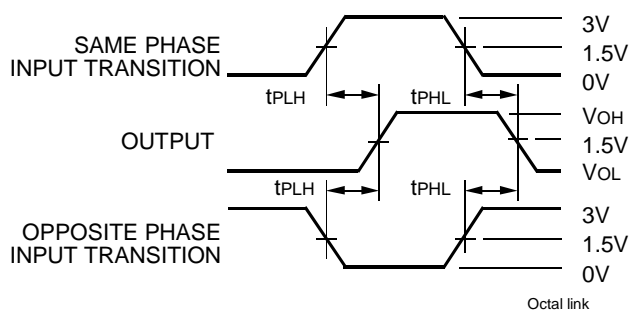 SAME PHASE
INPUT TRANSITION
3V
1.5V
0V
tPLH
tPHL
OUTPUT
VOH
1.5V
VOL
tPLH
tPHL
OPPOSITE PHASE
INPUT TRANSITION
3V
1.5V
0V
Octal link